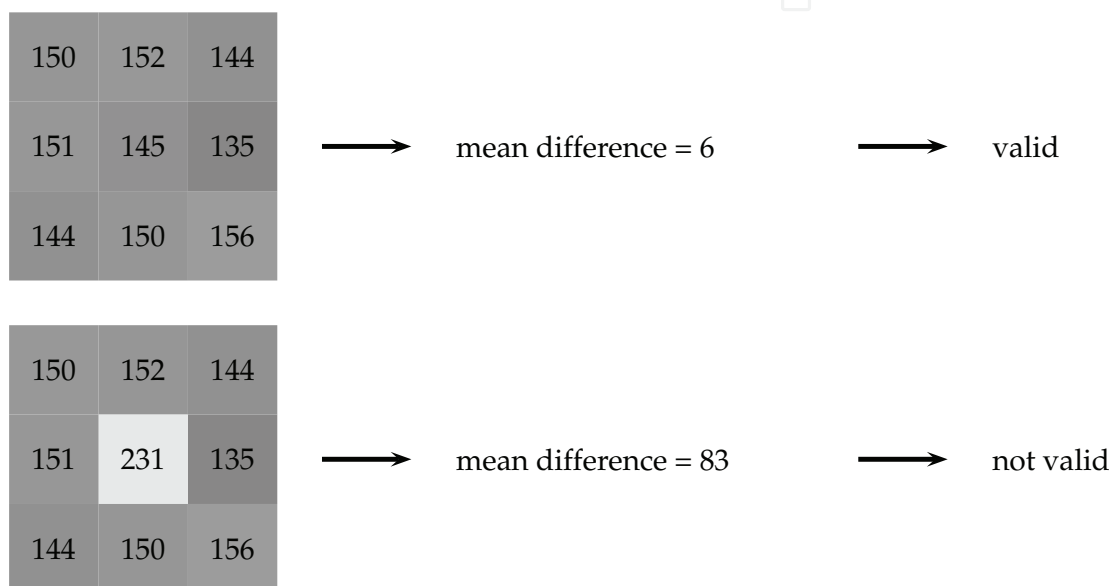 150 152 144
151 145 135 mean difference = 6 valid
144 150 156
150 152 144
151 231 135 mean difference = 83 not valid
144 150 156